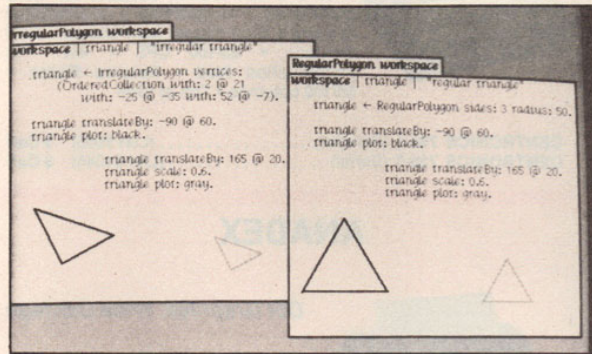 IrregularPolygon workspace
workspace | triangle | "irregular triangle"
triangle ← IrregularPolygon vertices:
(OrderedCollection with: 2 @ 21
with: -25 @ -35 with: 52 @ -7).
triangle translateBy: -90 @ 60.
triangle plot: black.
triangle translateBy: 165 @ 20.
triangle scale: 0.6.
triangle plot: gray.
RegularPolygon workspace
workspace | triangle | "regular triangle"
triangle ← RegularPolygon sides: 3 radius: 50.
triangle translateBy: -90 @ 60.
triangle plot: black.
triangle translateBy: 165 @ 20.
triangle scale: 0.6.
triangle plot: gray.